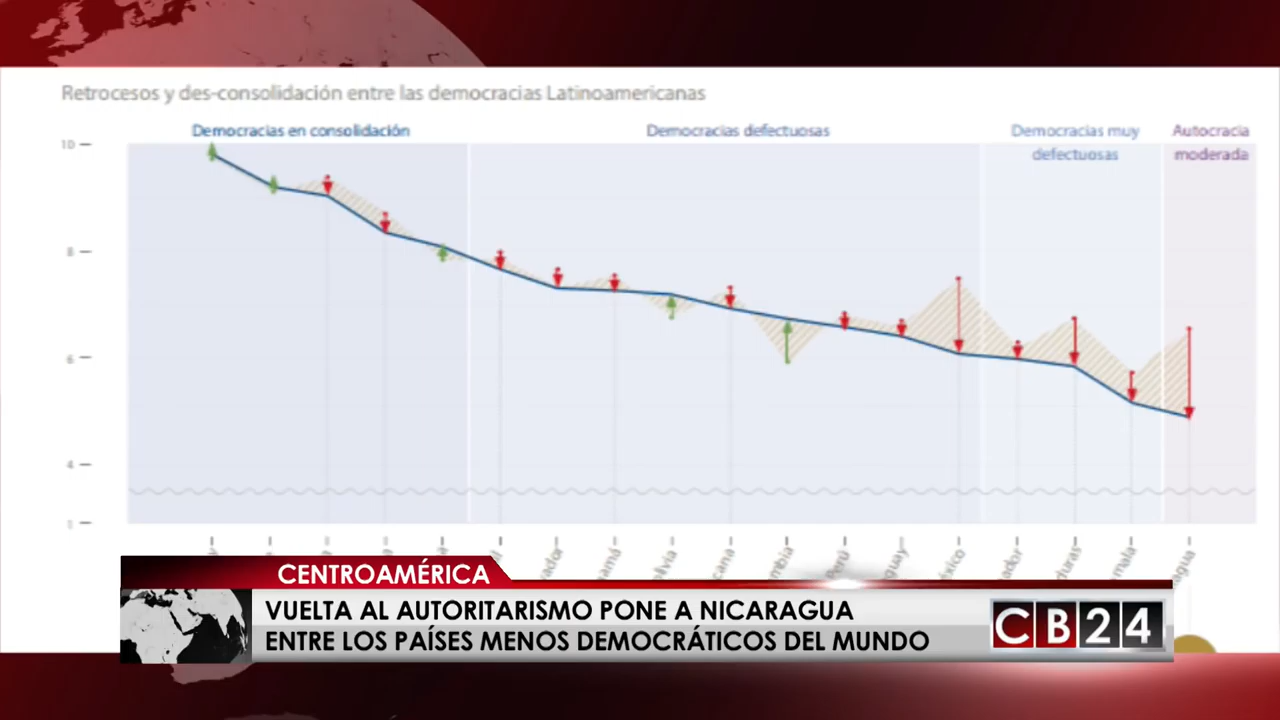 Retrocesos y des-consolidación entre las democracias Latinoamericanas
Democracias en consolidación
Democracias defectuosas
Democracias muy defectuosas
Autocracia moderada
10
8
6
4
1
CENTROAMÉRICA
VUELTA AL AUTORITARISMO PONE A NICARAGUA
ENTRE LOS PAÍSES MENOS DEMOCRÁTICOS DEL MUNDO
CB24